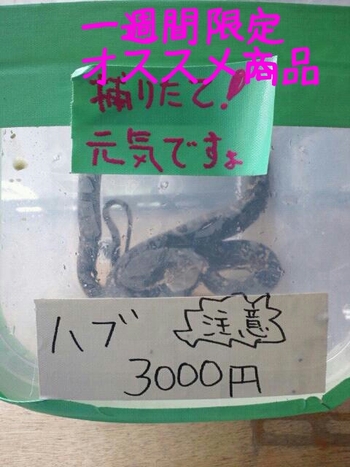 一週間限定
オススメ商品
捕りたて!
元気ですよ
ハブ 注意
3000円